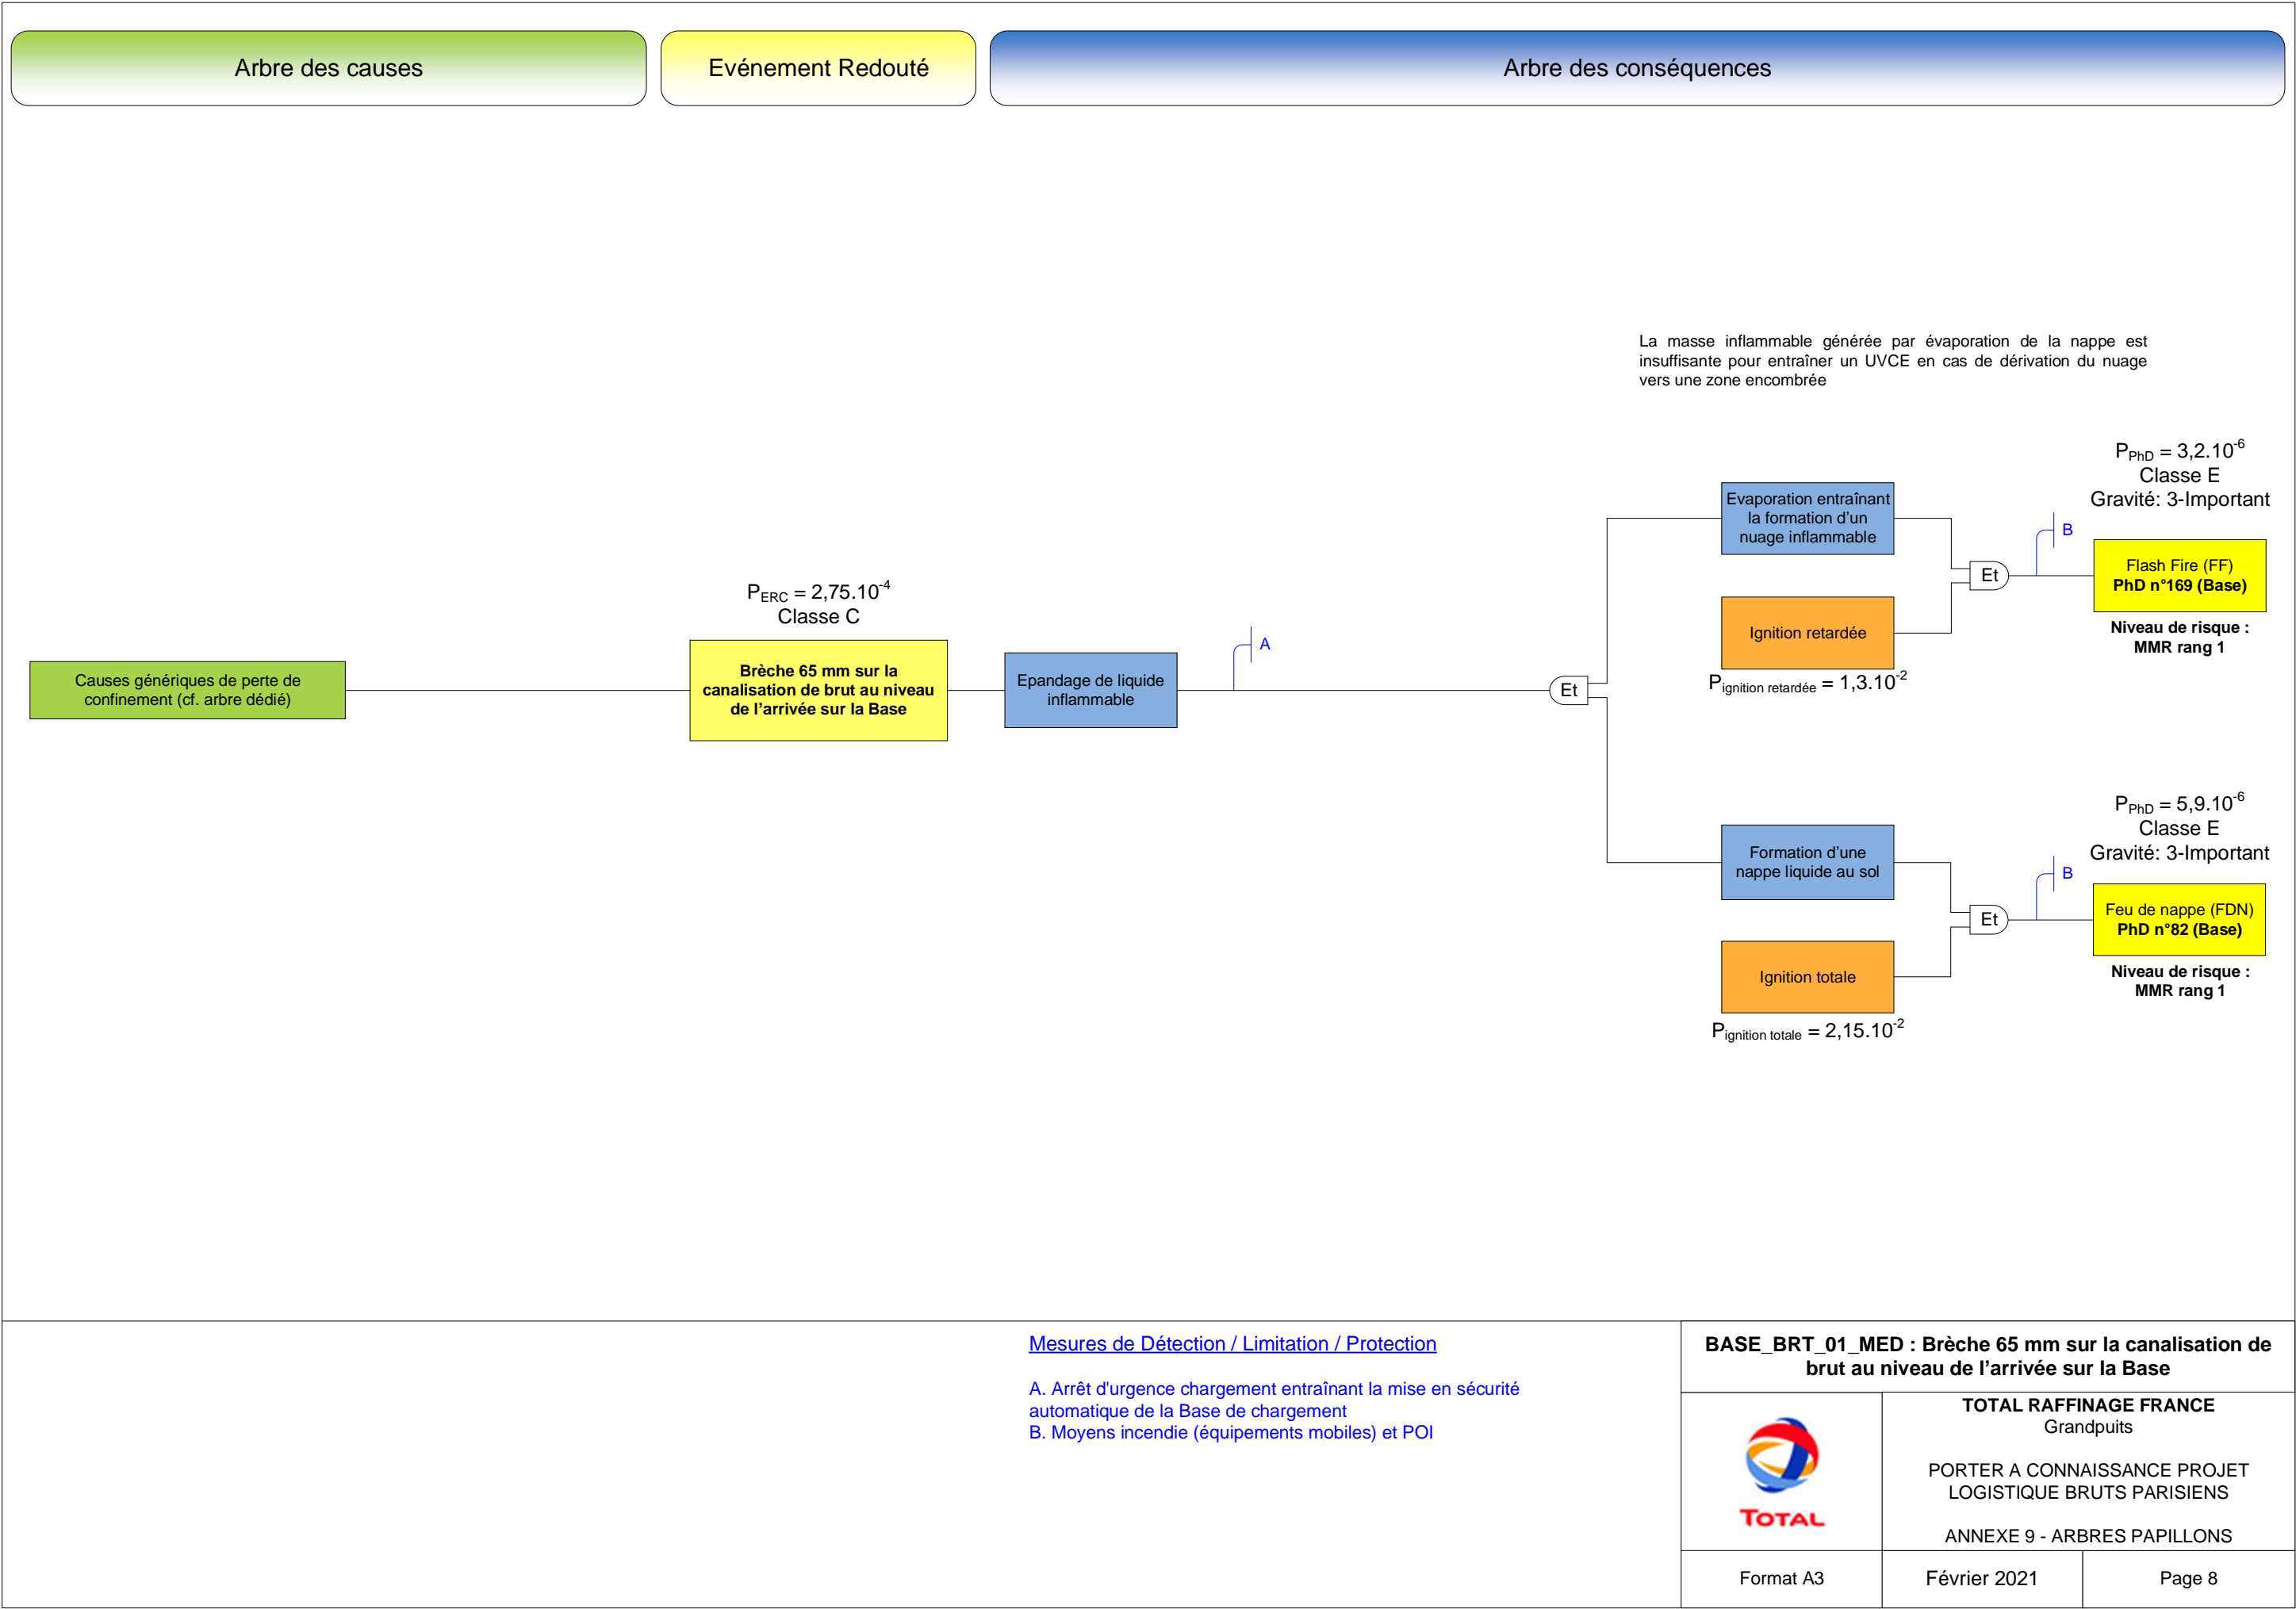 Arbre des causes
Evénement Redouté
Arbre des conséquences
La masse inflammable générée par évaporation de la nappe est
insuffisante pour entraîner un UVCE en cas de dérivation du nuage
vers une zone encombrée
P_PhD = 3,2.10^-6
Classe E
Gravité: 3-Important
Evaporation entraînant
la formation d'un
nuage inflammable
B
Et
Flash Fire (FF)
PhD n°169 (Base)
Niveau de risque :
MMR rang 1
Ignition retardée
P_ignition retardée = 1,3.10^-2
P_ERC = 2,75.10^-4
Classe C
Causes génériques de perte de
confinement (cf. arbre dédié)
Brèche 65 mm sur la
canalisation de brut au niveau
de l'arrivée sur la Base
Epandage de liquide
inflammable
A
Et
P_PhD = 5,9.10^-6
Classe E
Gravité: 3-Important
Formation d'une
nappe liquide au sol
B
Et
Feu de nappe (FDN)
PhD n°82 (Base)
Niveau de risque :
MMR rang 1
Ignition totale
P_ignition totale = 2,15.10^-2
Mesures de Détection / Limitation / Protection
A. Arrêt d'urgence chargement entraînant la mise en sécurité
automatique de la Base de chargement
B. Moyens incendie (équipements mobiles) et POI
BASE_BRT_01_MED : Brèche 65 mm sur la canalisation de
brut au niveau de l'arrivée sur la Base
TOTAL
TOTAL RAFFINAGE FRANCE
Grandpuits
PORTER A CONNAISSANCE PROJET
LOGISTIQUE BRUTS PARISIENS
ANNEXE 9 - ARBRES PAPILLONS
Format A3
Février 2021
Page 8